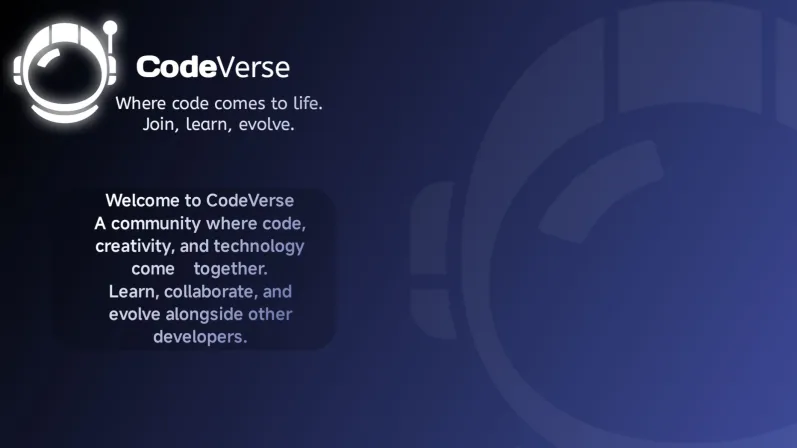 CodeVerse
Where code comes to life.
Join, learn, evolve.
Welcome to CodeVerse
A community where code,
creativity, and technology
come together.
Learn, collaborate, and
evolve alongside other
developers.